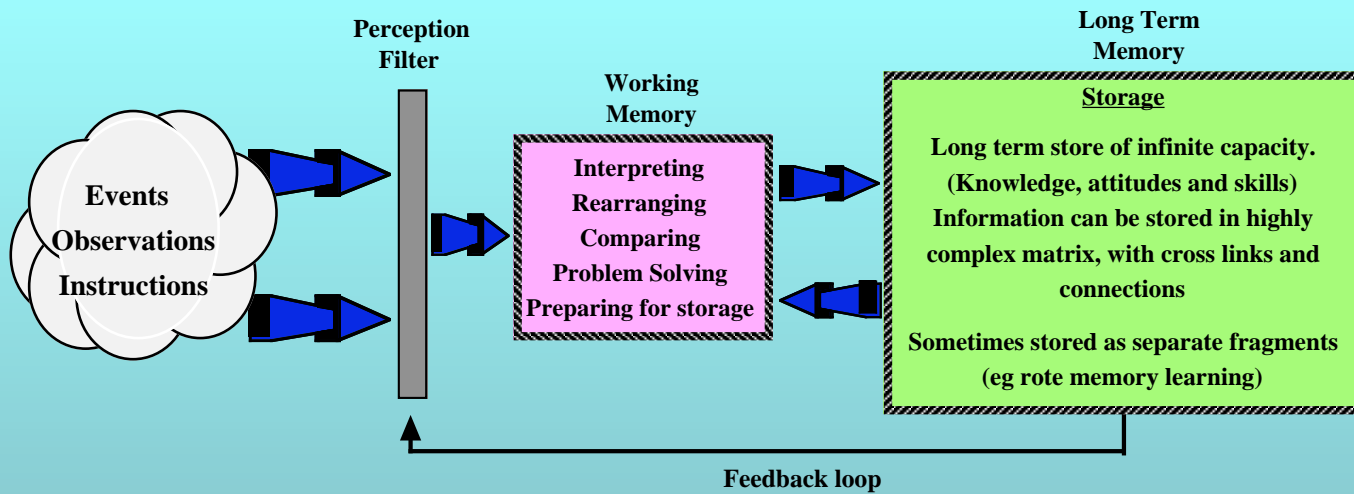 Perception
Filter
Long Term
Memory
Working
Memory
Events
Observations
Instructions
Interpreting
Rearranging
Comparing
Problem Solving
Preparing for storage
Storage
Long term store of infinite capacity.
(Knowledge, attitudes and skills)
Information can be stored in highly
complex matrix, with cross links and
connections
Sometimes stored as separate fragments
(eg rote memory learning)
Feedback loop